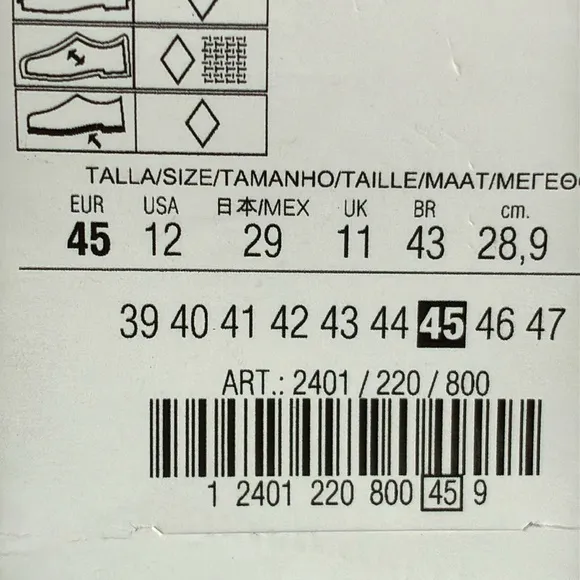 TALLA/SIZE/TAMANHO/TAILLE/MAAT/ΜΕΓΕΘΟ
EUR USA 日本/MEX UK BR cm.
45 12 29 11 43 28,9
39 40 41 42 43 44 45 46 47
ART.: 2401 / 220 / 800
1 2401 220 800 45 9